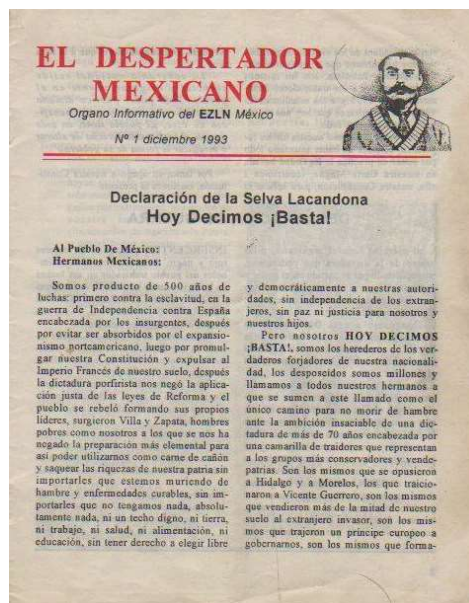 EL DESPERTADOR
MEXICANO
Organo Informativo del EZLN México
Nº 1 diciembre 1993
Declaración de la Selva Lacandona
Hoy Decimos ¡Basta!
Al Pueblo De México:
Hermanos Mexicanos:
Somos producto de 500 años de
luchas: primero contra la esclavitud, en la
guerra de Independencia contra España
encabezada por los insurgentes, después
por evitar ser absorbidos por el expansio-
nismo norteamericano, luego por promul-
gar nuestra Constitución y expulsar al
Imperio Francés de nuestro suelo, después
la dictadura porfirista nos negó la aplica-
ción justa de las leyes de Reforma y el
pueblo se rebeló formando sus propios
líderes, surgieron Villa y Zapata, hombres
pobres como nosotros a los que se nos ha
negado la preparación más elemental para
así poder utilizarnos como carne de cañón
y saquear las riquezas de nuestra patria sin
importarles que estemos muriendo de
hambre y enfermedades curables, sin im-
portarles que no tengamos nada, absolu-
tamente nada, ni un techo digno, ni tierra,
ni trabajo, ni salud, ni alimentación, ni
educación, sin tener derecho a elegir libre
y democráticamente a nuestras autori-
dades, sin independencia de los extran-
jeros, sin paz ni justicia para nosotros y
nuestros hijos.
Pero nosotros HOY DECIMOS
¡BASTA!, somos los herederos de los ver-
daderos forjadores de nuestra nacionali-
dad, los desposeídos somos millones y
llamamos a todos nuestros hermanos a
que se sumen a este llamado como el
único camino para no morir de hambre
ante la ambición insaciable de una dic-
tadura de más de 70 años encabezada por
una camarilla de traidores que representan
a los grupos más conservadores y vende-
patrias. Son los mismos que se opusieron
a Hidalgo y a Morelos, los que traicio-
naron a Vicente Guerrero, son los mismos
que vendieron más de la mitad de nuestro
suelo al extranjero invasor, son los mis-
mos que trajeron un príncipe europeo a
gobernarnos, son los mismos que forma-